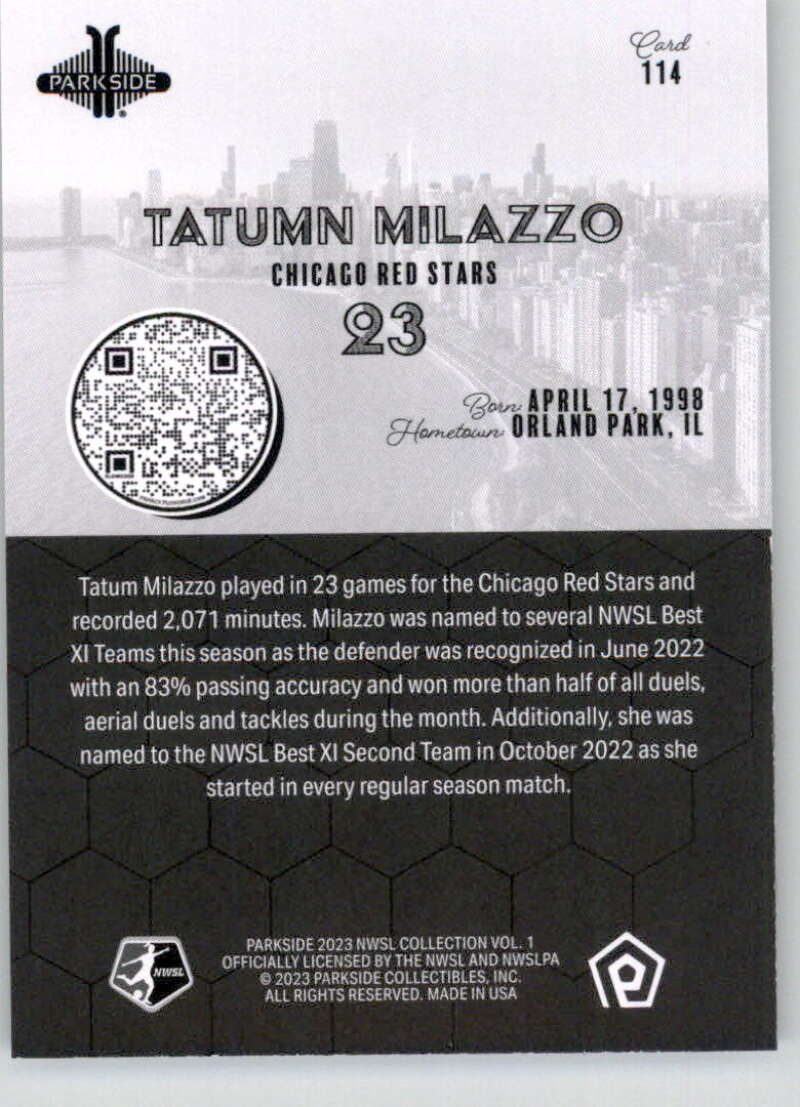 PARKSIDE
Card
114
TATUMN MILAZZO
CHICAGO RED STARS
23
Born: APRIL 17, 1998
Hometown: ORLAND PARK, IL
Tatum Milazzo played in 23 games for the Chicago Red Stars and
recorded 2,071 minutes. Milazzo was named to several NWSL Best
XI Teams this season as the defender was recognized in June 2022
with an 83% passing accuracy and won more than half of all duels,
aerial duels and tackles during the month. Additionally, she was
named to the NWSL Best XI Second Team in October 2022 as she
started in every regular season match.
NWSL
PARKSIDE 2023 NWSL COLLECTION VOL. 1
OFFICIALLY LICENSED BY THE NWSL AND NWSLPA
© 2023 PARKSIDE COLLECTIBLES, INC.
ALL RIGHTS RESERVED. MADE IN USA